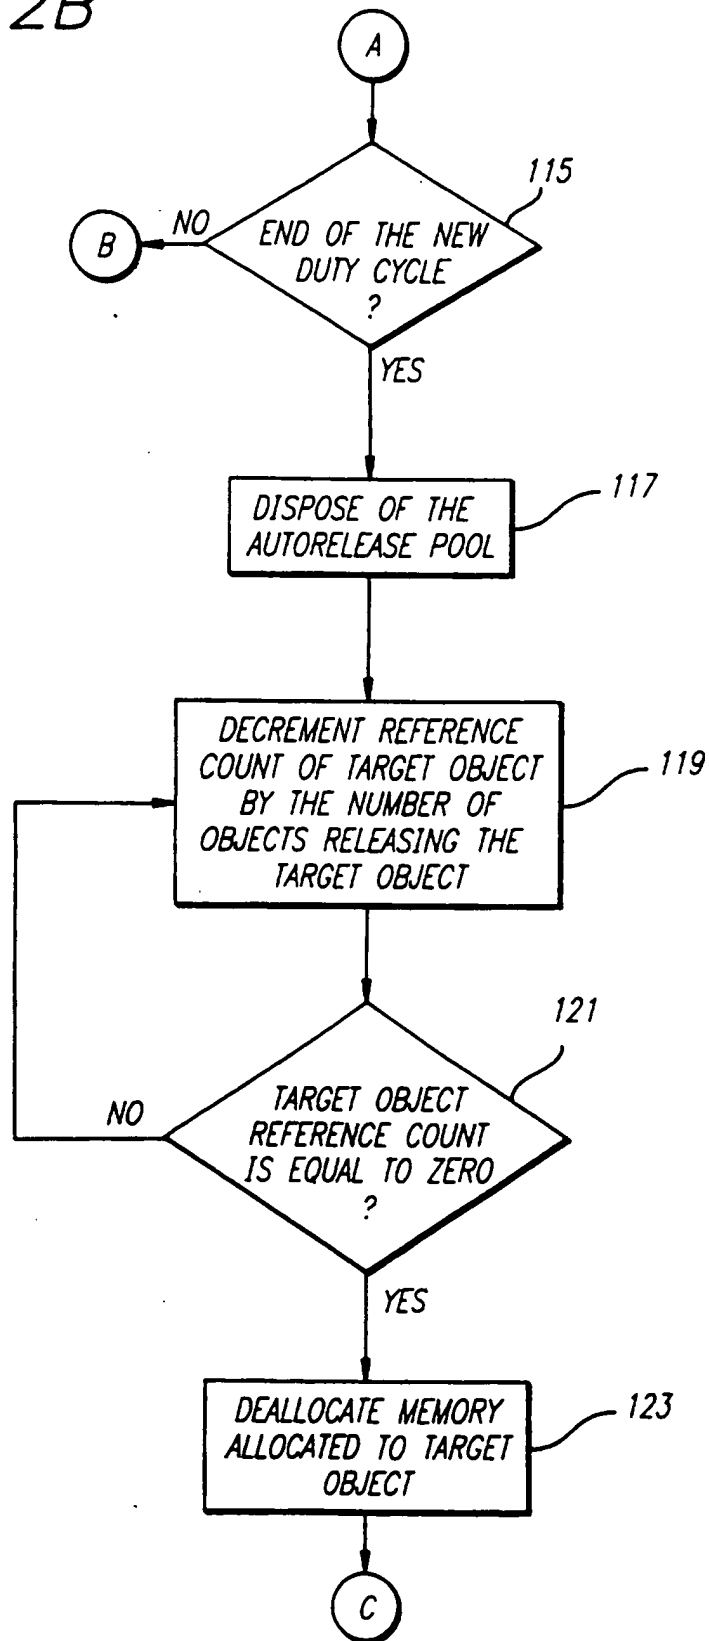 2B
A
115
END OF THE NEW
DUTY CYCLE
?
NO
B
YES
117
DISPOSE OF THE
AUTORELEASE POOL
DECREMENT REFERENCE
COUNT OF TARGET OBJECT
BY THE NUMBER OF
OBJECTS RELEASING THE
TARGET OBJECT
119
121
TARGET OBJECT
REFERENCE COUNT
IS EQUAL TO ZERO
?
NO
YES
DEALLOCATE MEMORY
ALLOCATED TO TARGET
OBJECT
123
C